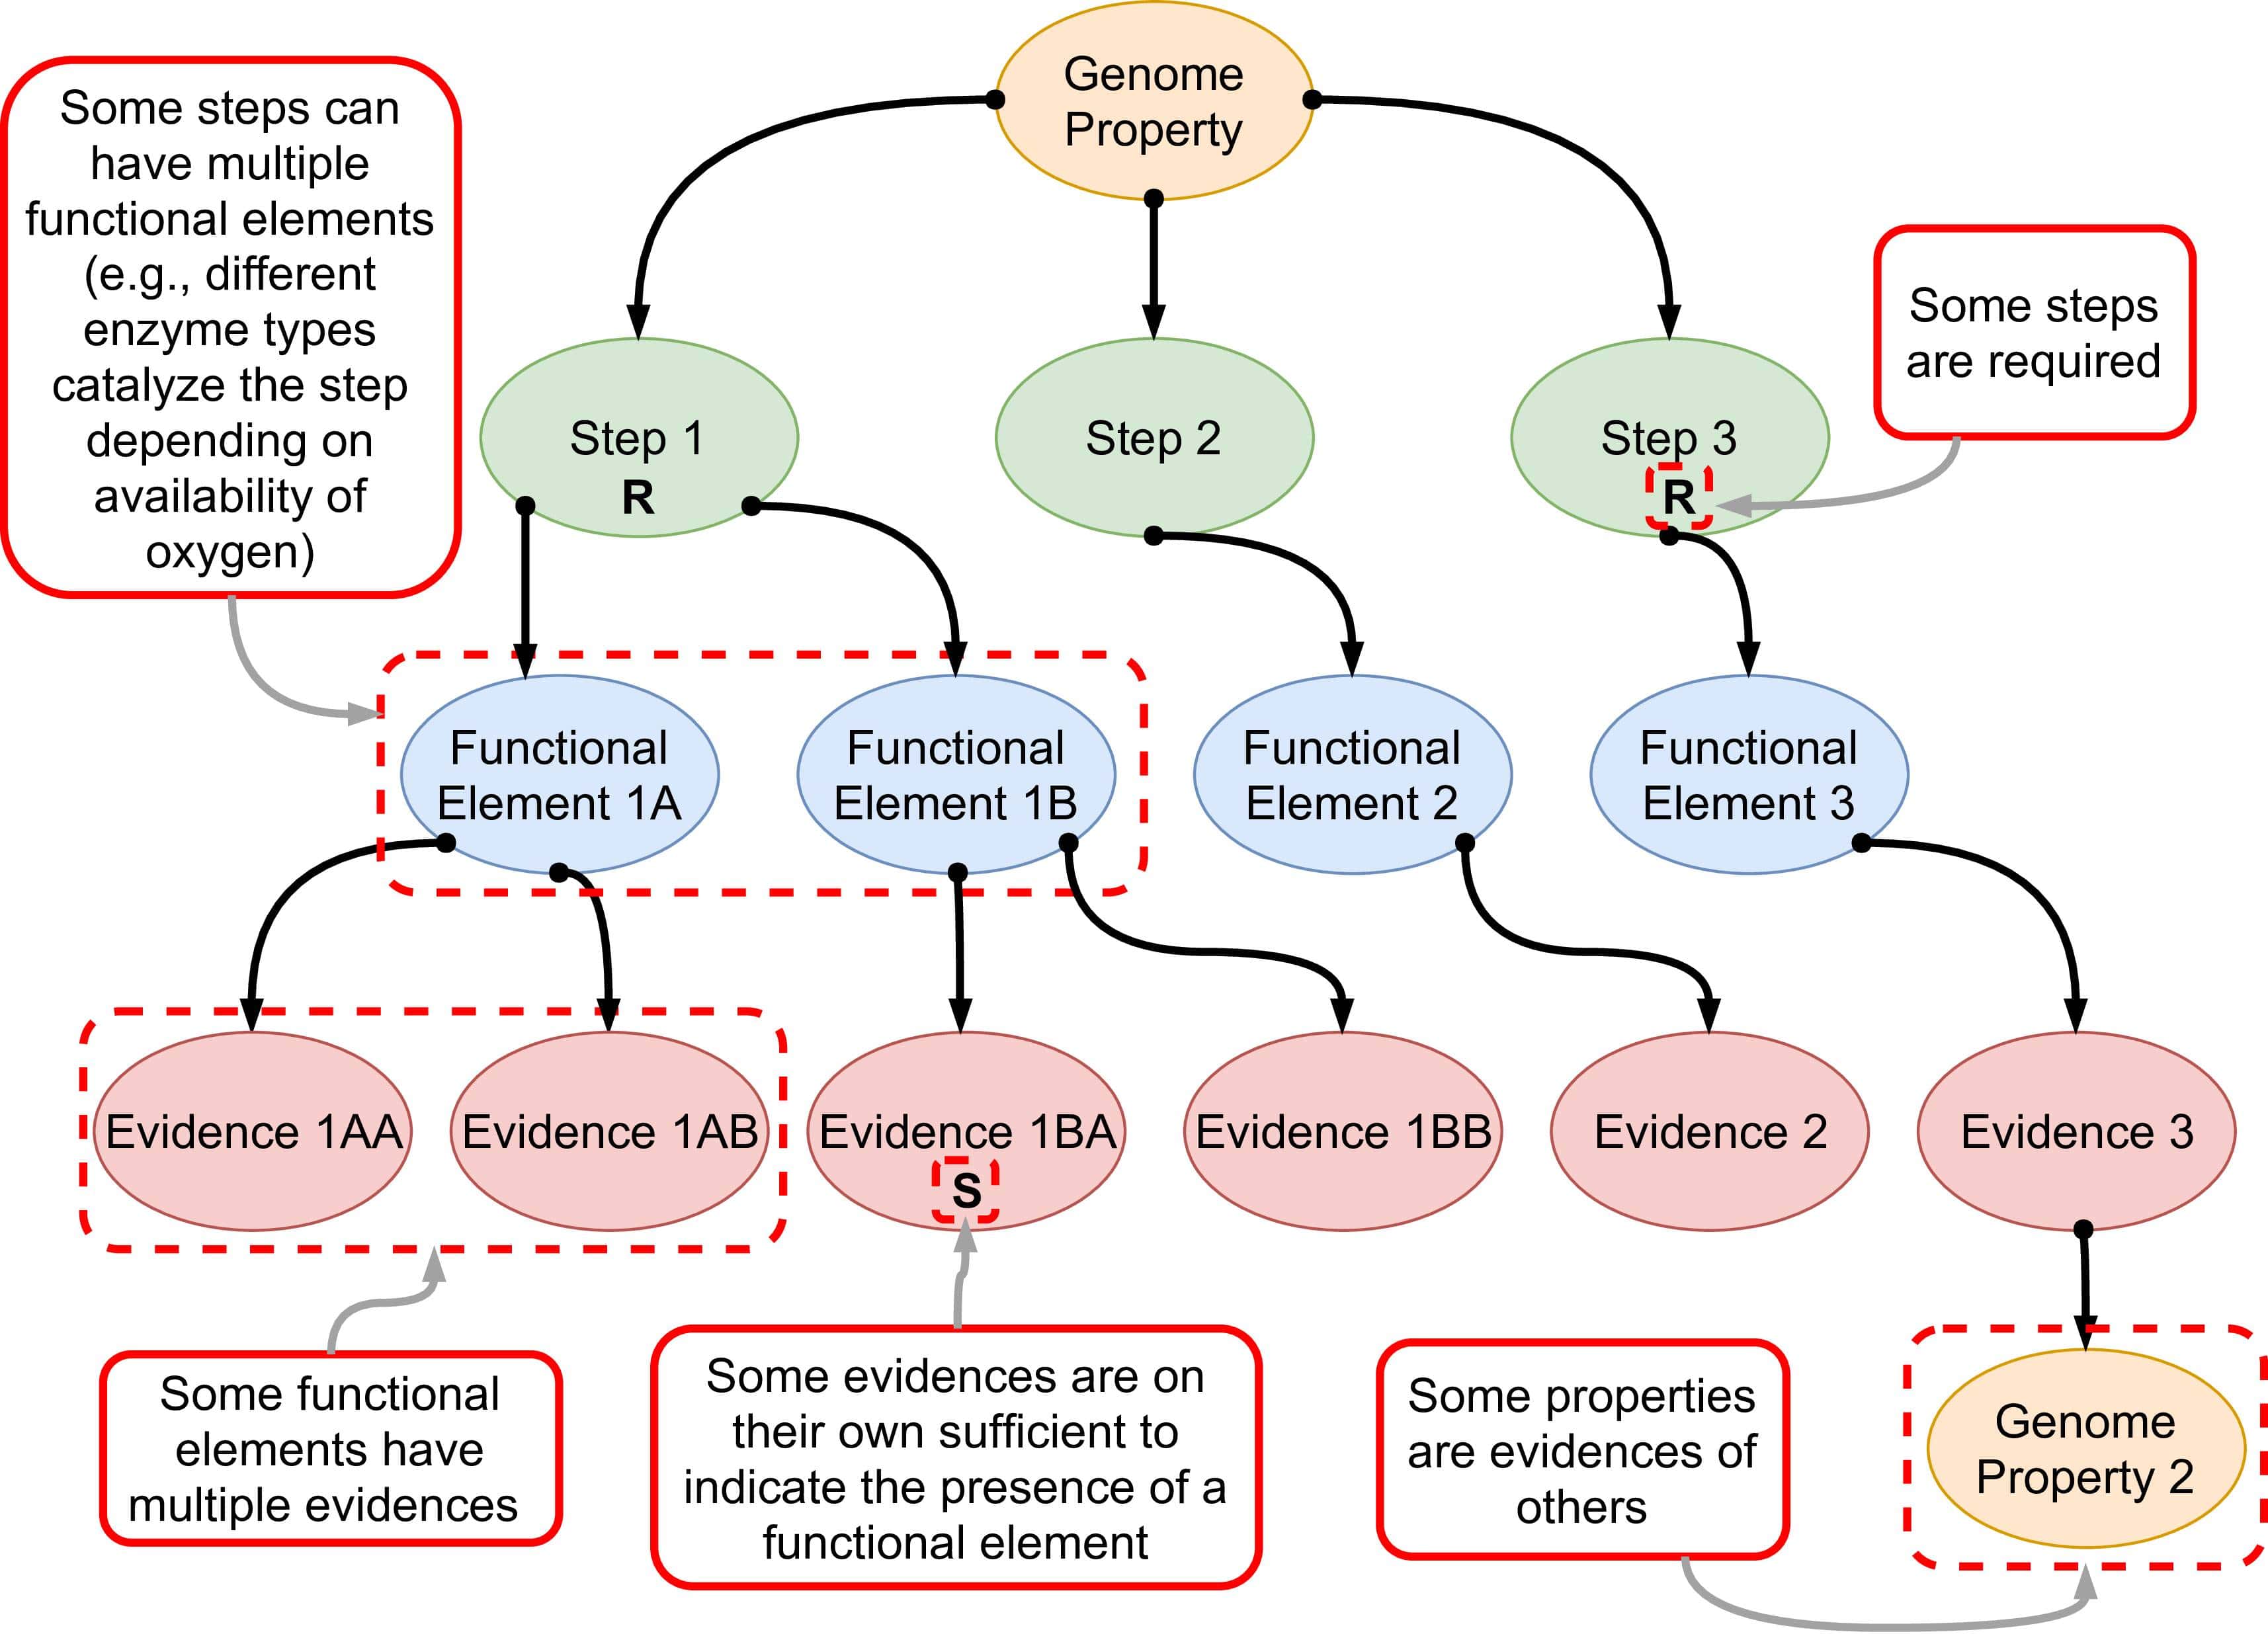 Genome
Property
Some steps can
have multiple
functional elements
(e.g., different
enzyme types
catalyze the step
depending on
availability of
oxygen)
Some steps
are required
Step 1
R
Step 2
Step 3
R
Functional
Element 1A
Functional
Element 1B
Functional
Element 2
Functional
Element 3
Evidence 1AA
Evidence 1AB
Evidence 1BA
S
Evidence 1BB
Evidence 2
Evidence 3
Some functional
elements have
multiple evidences
Some evidences are on
their own sufficient to
indicate the presence of a
functional element
Some properties
are evidences of
others
Genome
Property 2